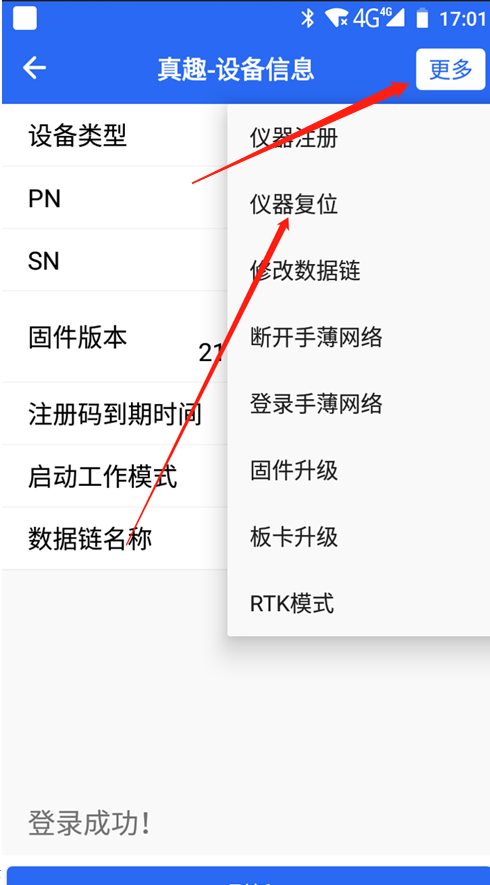 4G 4G 17:01
真趣-设备信息 更多
设备类型
PN
SN
固件版本
21
注册码到期时间
启动工作模式
数据链名称
仪器注册
仪器复位
修改数据链
断开手薄网络
登录手薄网络
固件升级
板卡升级
RTK模式
登录成功！